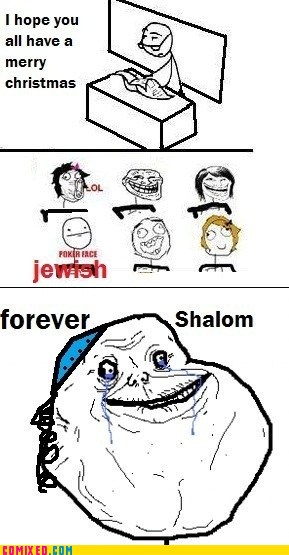 I hope you
all have a
merry
christmas
LOL
POKER FACE
jewish
forever
Shalom
COMIXED.COM